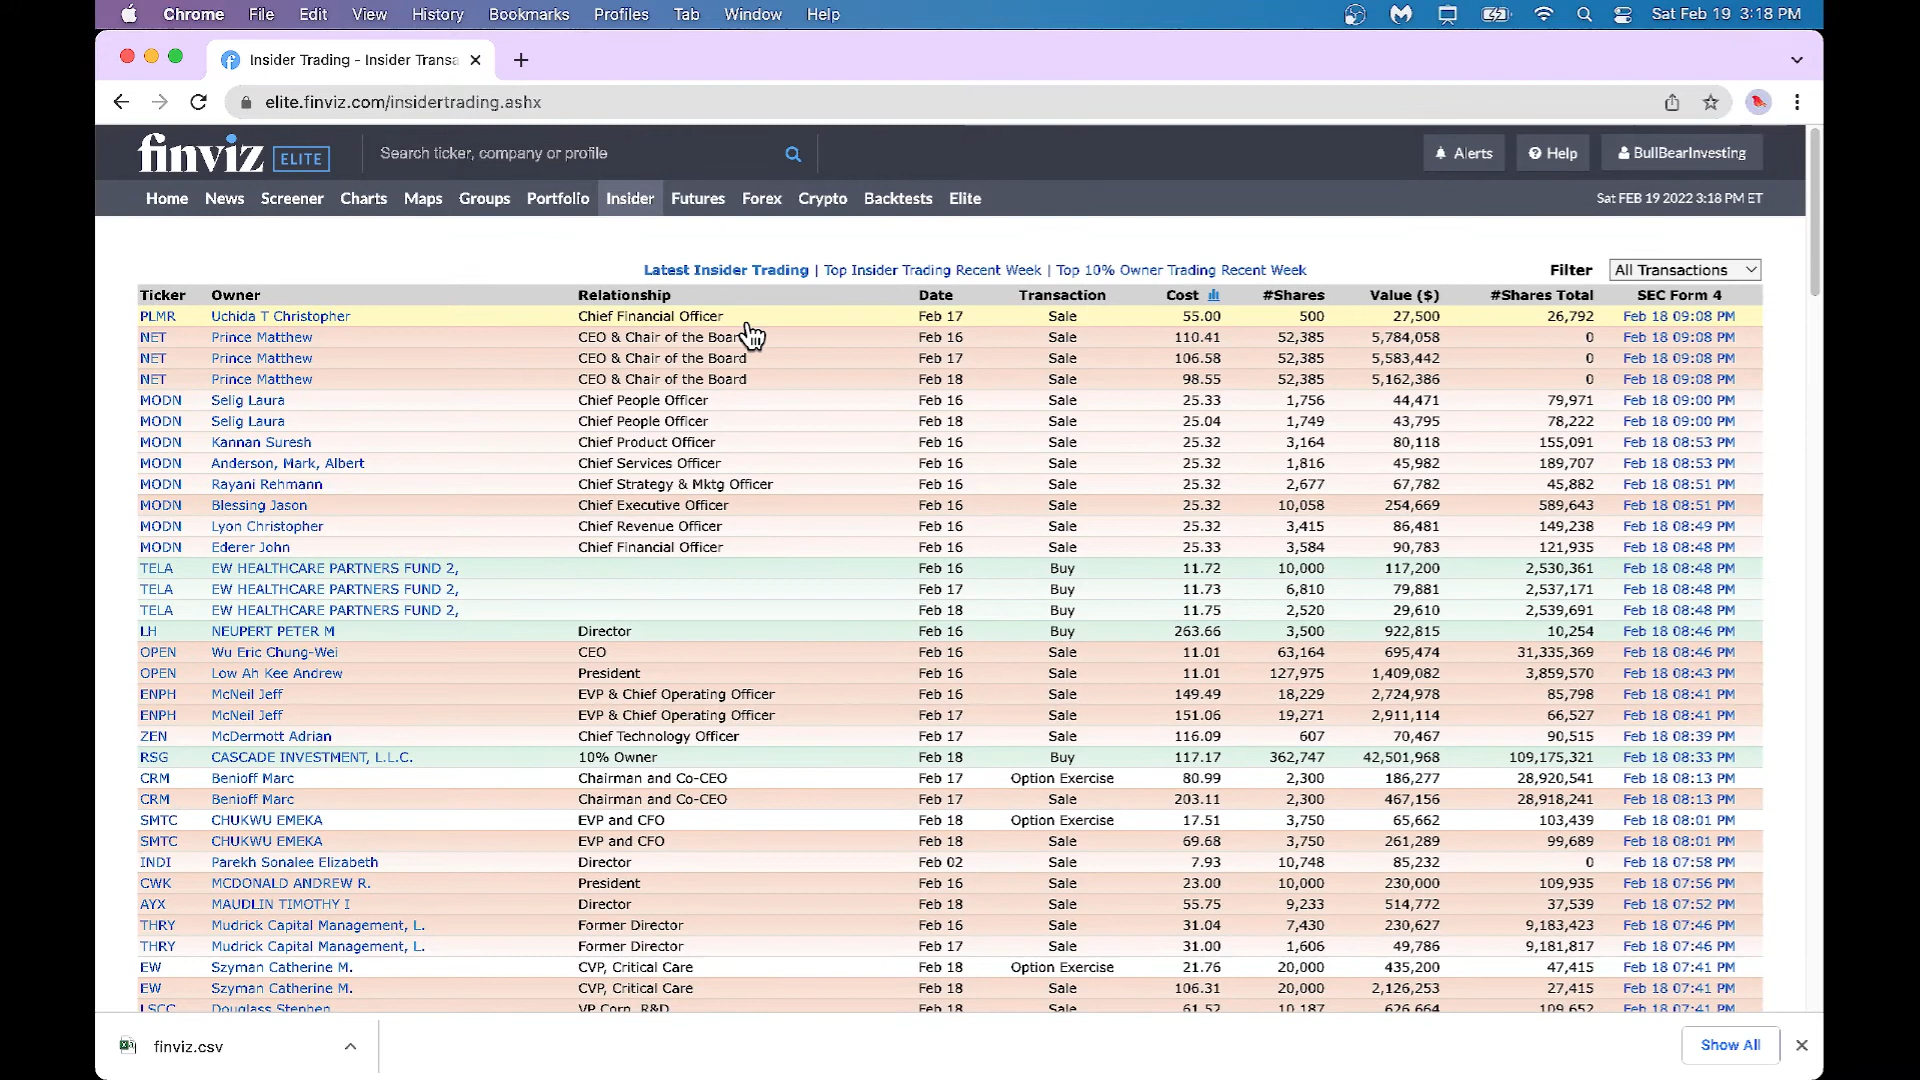 Chrome File Edit View History Bookmarks Profiles Tab Window Help Sat Feb 19 3:18 PM
Insider Trading - Insider Transa
elite.finviz.com/insidertrading.ashx
finviz ELITE Search ticker, company or profile Alerts Help BullBearInvesting
Home News Screener Charts Maps Groups Portfolio Insider Futures Forex Crypto Backtests Elite Sat FEB 19 2022 3:18 PM ET
Latest Insider Trading | Top Insider Trading Recent Week | Top 10% Owner Trading Recent Week Filter All Transactions
Ticker Owner Relationship Date Transaction Cost #Shares Value ($) #Shares Total SEC Form 4
PLMR Uchida T Christopher Chief Financial Officer Feb 17 Sale 55.00 500 27,500 26,792 Feb 18 09:08 PM
NET Prince Matthew CEO & Chair of the Board Feb 16 Sale 110.41 52,385 5,784,058 0 Feb 18 09:08 PM
NET Prince Matthew CEO & Chair of the Board Feb 17 Sale 106.58 52,385 5,583,442 0 Feb 18 09:08 PM
NET Prince Matthew CEO & Chair of the Board Feb 18 Sale 98.55 52,385 5,162,386 0 Feb 18 09:08 PM
MODN Selig Laura Chief People Officer Feb 16 Sale 25.33 1,756 44,471 79,971 Feb 18 09:00 PM
MODN Selig Laura Chief People Officer Feb 18 Sale 25.04 1,749 43,795 78,222 Feb 18 09:00 PM
MODN Kannan Suresh Chief Product Officer Feb 16 Sale 25.32 3,164 80,118 155,091 Feb 18 08:53 PM
MODN Anderson, Mark, Albert Chief Services Officer Feb 16 Sale 25.32 1,816 45,982 189,707 Feb 18 08:53 PM
MODN Rayani Rehmann Chief Strategy & Mktg Officer Feb 16 Sale 25.32 2,677 67,782 45,882 Feb 18 08:51 PM
MODN Blessing Jason Chief Executive Officer Feb 16 Sale 25.32 10,058 254,669 589,643 Feb 18 08:51 PM
MODN Lyon Christopher Chief Revenue Officer Feb 16 Sale 25.32 3,415 86,481 149,238 Feb 18 08:49 PM
MODN Ederer John Chief Financial Officer Feb 16 Sale 25.33 3,584 90,783 121,935 Feb 18 08:48 PM
TELA EW HEALTHCARE PARTNERS FUND 2, Feb 16 Buy 11.72 10,000 117,200 2,530,361 Feb 18 08:48 PM
TELA EW HEALTHCARE PARTNERS FUND 2, Feb 17 Buy 11.73 6,810 79,881 2,537,171 Feb 18 08:48 PM
TELA EW HEALTHCARE PARTNERS FUND 2, Feb 18 Buy 11.75 2,520 29,610 2,539,691 Feb 18 08:48 PM
LH NEUPERT PETER M Director Feb 16 Buy 263.66 3,500 922,815 10,254 Feb 18 08:46 PM
OPEN Wu Eric Chung-Wei CEO Feb 16 Sale 11.01 63,164 695,474 31,335,369 Feb 18 08:46 PM
OPEN Low Ah Kee Andrew President Feb 16 Sale 11.01 127,975 1,409,082 3,859,570 Feb 18 08:43 PM
ENPH McNeil Jeff EVP & Chief Operating Officer Feb 16 Sale 149.49 18,229 2,724,978 85,798 Feb 18 08:41 PM
ENPH McNeil Jeff EVP & Chief Operating Officer Feb 17 Sale 151.06 19,271 2,911,114 66,527 Feb 18 08:41 PM
ZEN McDermott Adrian Chief Technology Officer Feb 17 Sale 116.09 607 70,467 90,515 Feb 18 08:39 PM
RSG CASCADE INVESTMENT, L.L.C. 10% Owner Feb 18 Buy 117.17 362,747 42,501,968 109,175,321 Feb 18 08:33 PM
CRM Benioff Marc Chairman and Co-CEO Feb 17 Option Exercise 80.99 2,300 186,277 28,920,541 Feb 18 08:13 PM
CRM Benioff Marc Chairman and Co-CEO Feb 17 Sale 203.11 2,300 467,156 28,918,241 Feb 18 08:13 PM
SMTC CHUKWU EMEKA EVP and CFO Feb 18 Option Exercise 17.51 3,750 65,662 103,439 Feb 18 08:01 PM
SMTC CHUKWU EMEKA EVP and CFO Feb 18 Sale 69.68 3,750 261,289 99,689 Feb 18 08:01 PM
INDI Parekh Sonalee Elizabeth Director Feb 02 Sale 7.93 10,748 85,232 0 Feb 18 07:58 PM
CWK MCDONALD ANDREW R. President Feb 16 Sale 23.00 10,000 230,000 109,935 Feb 18 07:56 PM
AYX MAUDLIN TIMOTHY I Director Feb 18 Sale 55.75 9,233 514,772 37,539 Feb 18 07:52 PM
THRY Mudrick Capital Management, L. Former Director Feb 16 Sale 31.04 7,430 230,627 9,183,423 Feb 18 07:46 PM
THRY Mudrick Capital Management, L. Former Director Feb 17 Sale 31.00 1,606 49,786 9,181,817 Feb 18 07:46 PM
EW Szyman Catherine M. CVP, Critical Care Feb 18 Option Exercise 21.76 20,000 435,200 47,415 Feb 18 07:41 PM
EW Szyman Catherine M. CVP, Critical Care Feb 18 Sale 106.31 20,000 2,126,253 27,415 Feb 18 07:41 PM
LSCC Douglass Stephen VP Corp, R&D Feb 18 Sale 61.52 10,187 626,664 109,652 Feb 18 07:41 PM
finviz.csv Show All